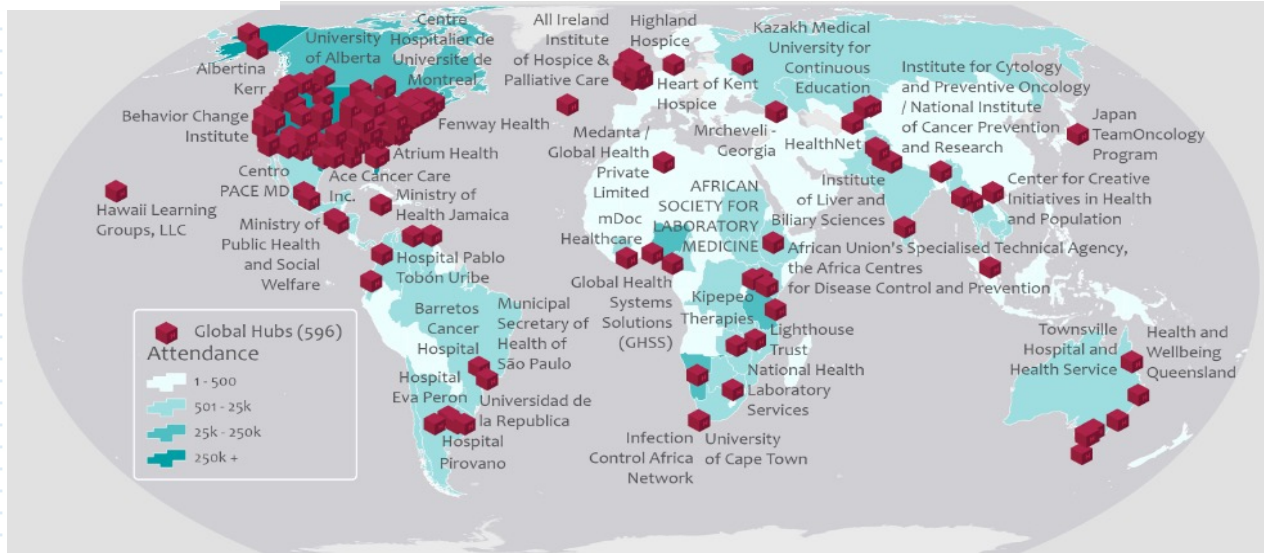 Albertina
Kerr
University
of Alberta
Centre
Hospitalier de
Universite de
Montreal
All Ireland
Institute
of Hospice &
Palliative Care
Highland
Hospice
Heart of Kent
Hospice
Kazakh Medical
University for
Continuous
Education
Institute for Cytology
and Preventive Oncology
/ National Institute
of Cancer Prevention
and Research
Japan
TeamOncology
Program
Behavior Change
Institute
Fenway Health
Atrium Health
Medanta /
Global Health
Private
Limited
Mrcheveli -
Georgia
HealthNet
Centro
PACE MD
Ace Cancer Care
Inc.
Ministry of
Health Jamaica
Hawaii Learning
Groups, LLC
Ministry of
Public Health
and Social
Welfare
mDoc
Healthcare
AFRICAN
SOCIETY FOR
LABORATORY
MEDICINE
Institute
of Liver and
Biliary Sciences
Center for Creative
Initiatives in Health
and Population
Hospital Pablo
Tobón Uribe
African Union's Specialised Technical Agency,
the Africa Centres
for Disease Control and Prevention
Global Health
Systems
Solutions
(GHSS)
Kipepeo
Therapies
Barretos
Cancer
Hospital
Municipal
Secretary of
Health of
São Paulo
Lighthouse
Trust
National Health
Laboratory
Services
Townsville
Hospital and
Health Service
Health and
Wellbeing
Queensland
Hospital
Eva Peron
Universidad de
la Republica
Hospital
Pirovano
Infection
Control Africa
Network
University
of Cape Town
Global Hubs (596)
Attendance
1 - 500
501 - 25k
25k - 250k
250k +